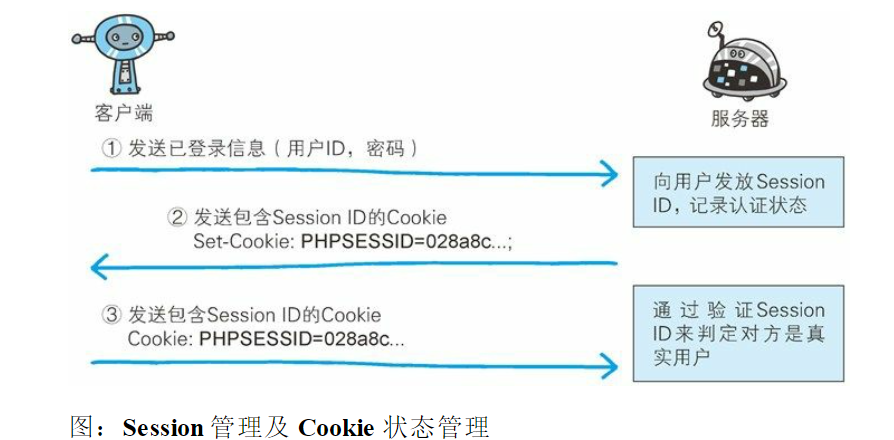 客户端
服务器
① 发送已登录信息（用户ID，密码）
向用户发放Session
ID，记录认证状态
② 发送包含Session ID的Cookie
Set-Cookie: PHPSESSID=028a8c...;
③ 发送包含Session ID的Cookie
Cookie: PHPSESSID=028a8c...
通过验证Session
ID来判定对方是真
实用户
图：Session 管理及 Cookie 状态管理